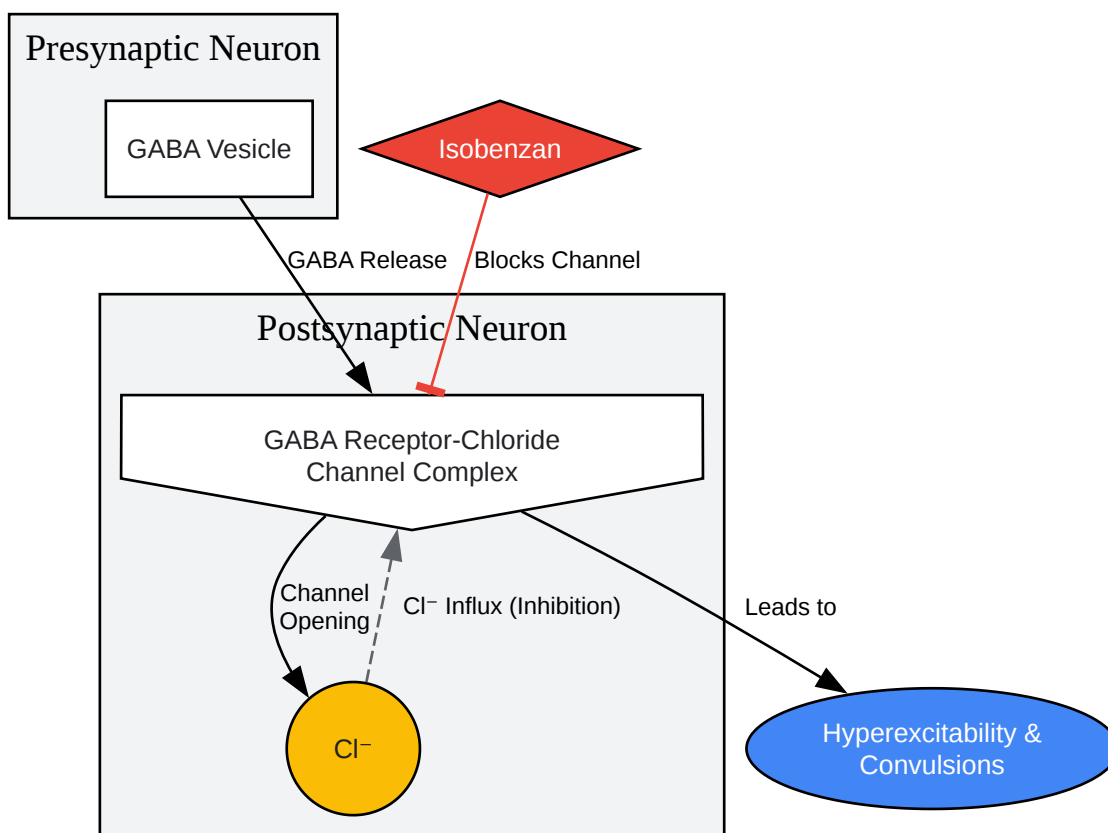 Presynaptic Neuron
GABA Vesicle
Isobenzan
GABA Release
Blocks Channel
Postsynaptic Neuron
GABA Receptor-Chloride
Channel Complex
Channel
Opening
Cl⁻ Influx (Inhibition)
Leads to
Cl⁻
Hyperexcitability &
Convulsions